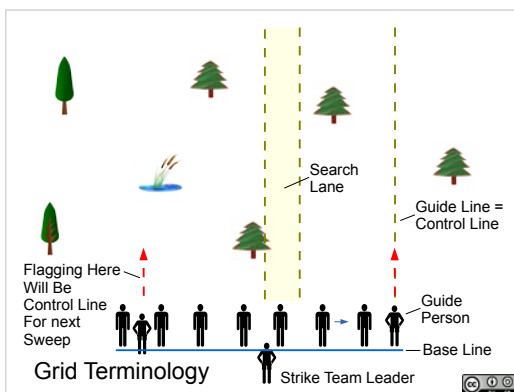 Search
Lane
Guide Line =
Control Line
Flagging Here
Will Be
Control Line
For next
Sweep
Guide
Person
Base Line
Grid Terminology
Strike Team Leader
cc